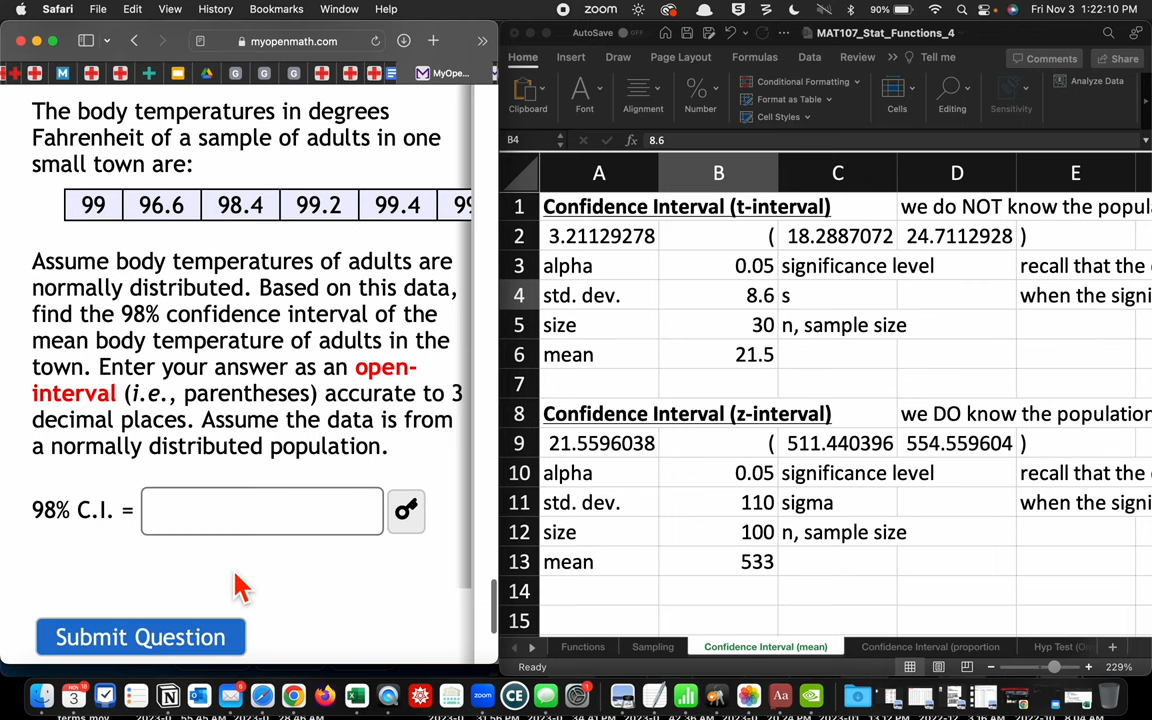 Safari File Edit View History Bookmarks Window Help zoom 90% Fri Nov 3 1:22:10 PM
myopenmath.com
AutoSave OFF MAT107_Stat_Functions_4
M G G G MyOpe...
Home Insert Draw Page Layout Formulas Data Review Tell me Comments Share
Clipboard Font Alignment Number Conditional Formatting Format as Table Cell Styles Cells Editing Sensitivity Analyze Data
B4 fx 8.6
The body temperatures in degrees
Fahrenheit of a sample of adults in one
small town are:
99 96.6 98.4 99.2 99.4 99
Assume body temperatures of adults are
normally distributed. Based on this data,
find the 98% confidence interval of the
mean body temperature of adults in the
town. Enter your answer as an open-
interval (i.e., parentheses) accurate to 3
decimal places. Assume the data is from
a normally distributed population.
98% C.I. =
Submit Question
A B C D E
1 Confidence Interval (t-interval) we do NOT know the popul
2 3.21129278 ( 18.2887072 24.7112928 )
3 alpha 0.05 significance level recall that the
4 std. dev. 8.6 s when the signi
5 size 30 n, sample size
6 mean 21.5
7
8 Confidence Interval (z-interval) we DO know the population
9 21.5596038 ( 511.440396 554.559604 )
10 alpha 0.05 significance level recall that the
11 std. dev. 110 sigma when the signi
12 size 100 n, sample size
13 mean 533
14
15
Functions Sampling Confidence Interval (mean) Confidence Interval (proportion Hyp Test (O
Ready 229%
NOV 3 zoom CE Aa